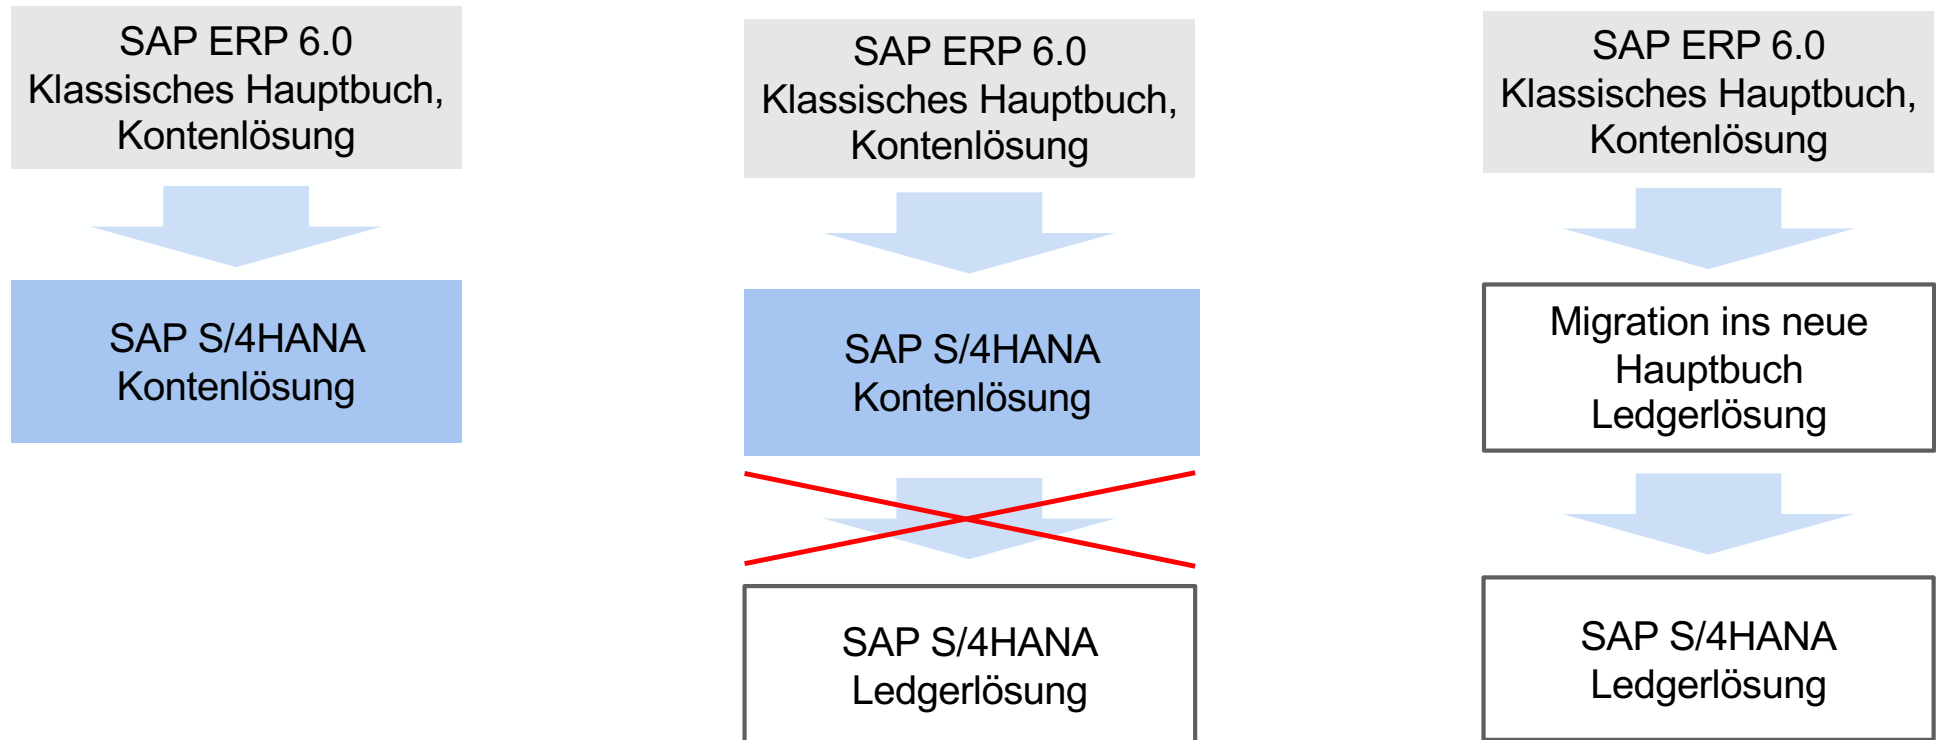 SAP ERP 6.0
Klassisches Hauptbuch,
Kontenlösung
SAP S/4HANA
Kontenlösung
SAP ERP 6.0
Klassisches Hauptbuch,
Kontenlösung
SAP S/4HANA
Kontenlösung
SAP S/4HANA
Ledgerlösung
SAP ERP 6.0
Klassisches Hauptbuch,
Kontenlösung
Migration ins neue
Hauptbuch
Ledgerlösung
SAP S/4HANA
Ledgerlösung